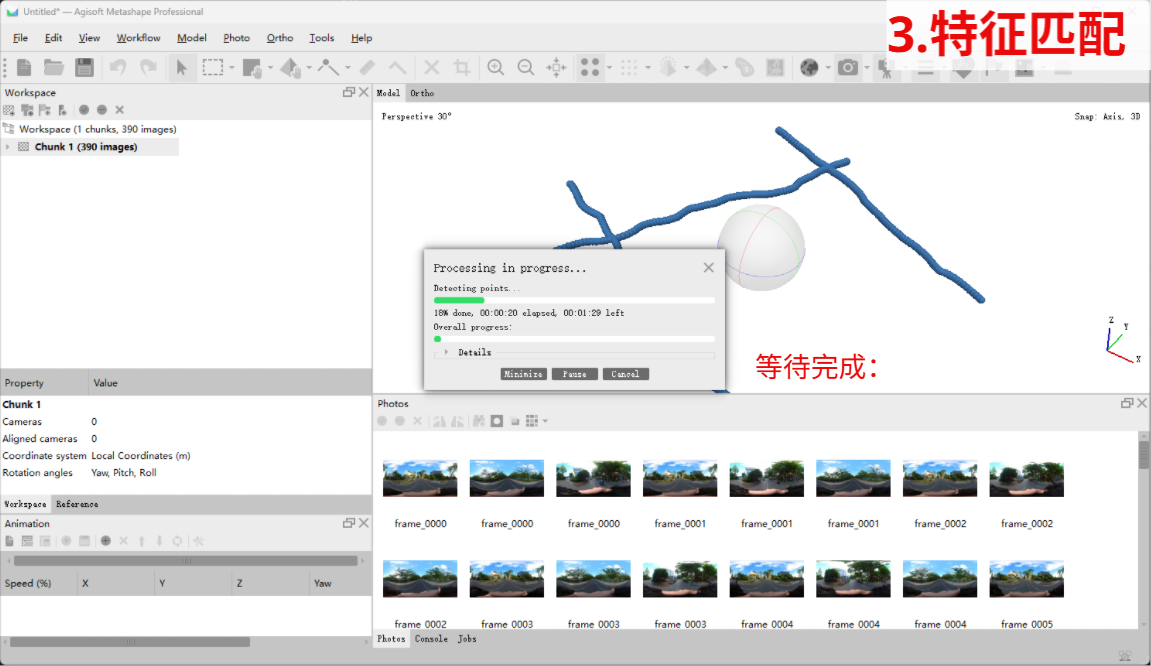 Untitled* — Agisoft Metashape Professional
3.特征匹配
File Edit View Workflow Model Photo Ortho Tools Help
Workspace
Workspace (1 chunks, 390 images)
Chunk 1 (390 images)
Model Ortho
Perspective 30°
Snap: Axis, 3D
Processing in progress...
Detecting points...
18% done, 00:00:20 elapsed, 00:01:29 left
Overall progress:
Details
Minimize Pause Cancel
等待完成：
Z
Y
X
Property Value
Chunk 1
Cameras 0
Aligned cameras 0
Coordinate system Local Coordinates (m)
Rotation angles Yaw, Pitch, Roll
Workspace Reference
Animation
Speed (%) X Y Z Yaw
Photos
frame_0000 frame_0000 frame_0000 frame_0001 frame_0001 frame_0001 frame_0002 frame_0002
frame_0002 frame_0003 frame_0003 frame_0003 frame_0004 frame_0004 frame_0004 frame_0005
Photos Console Jobs